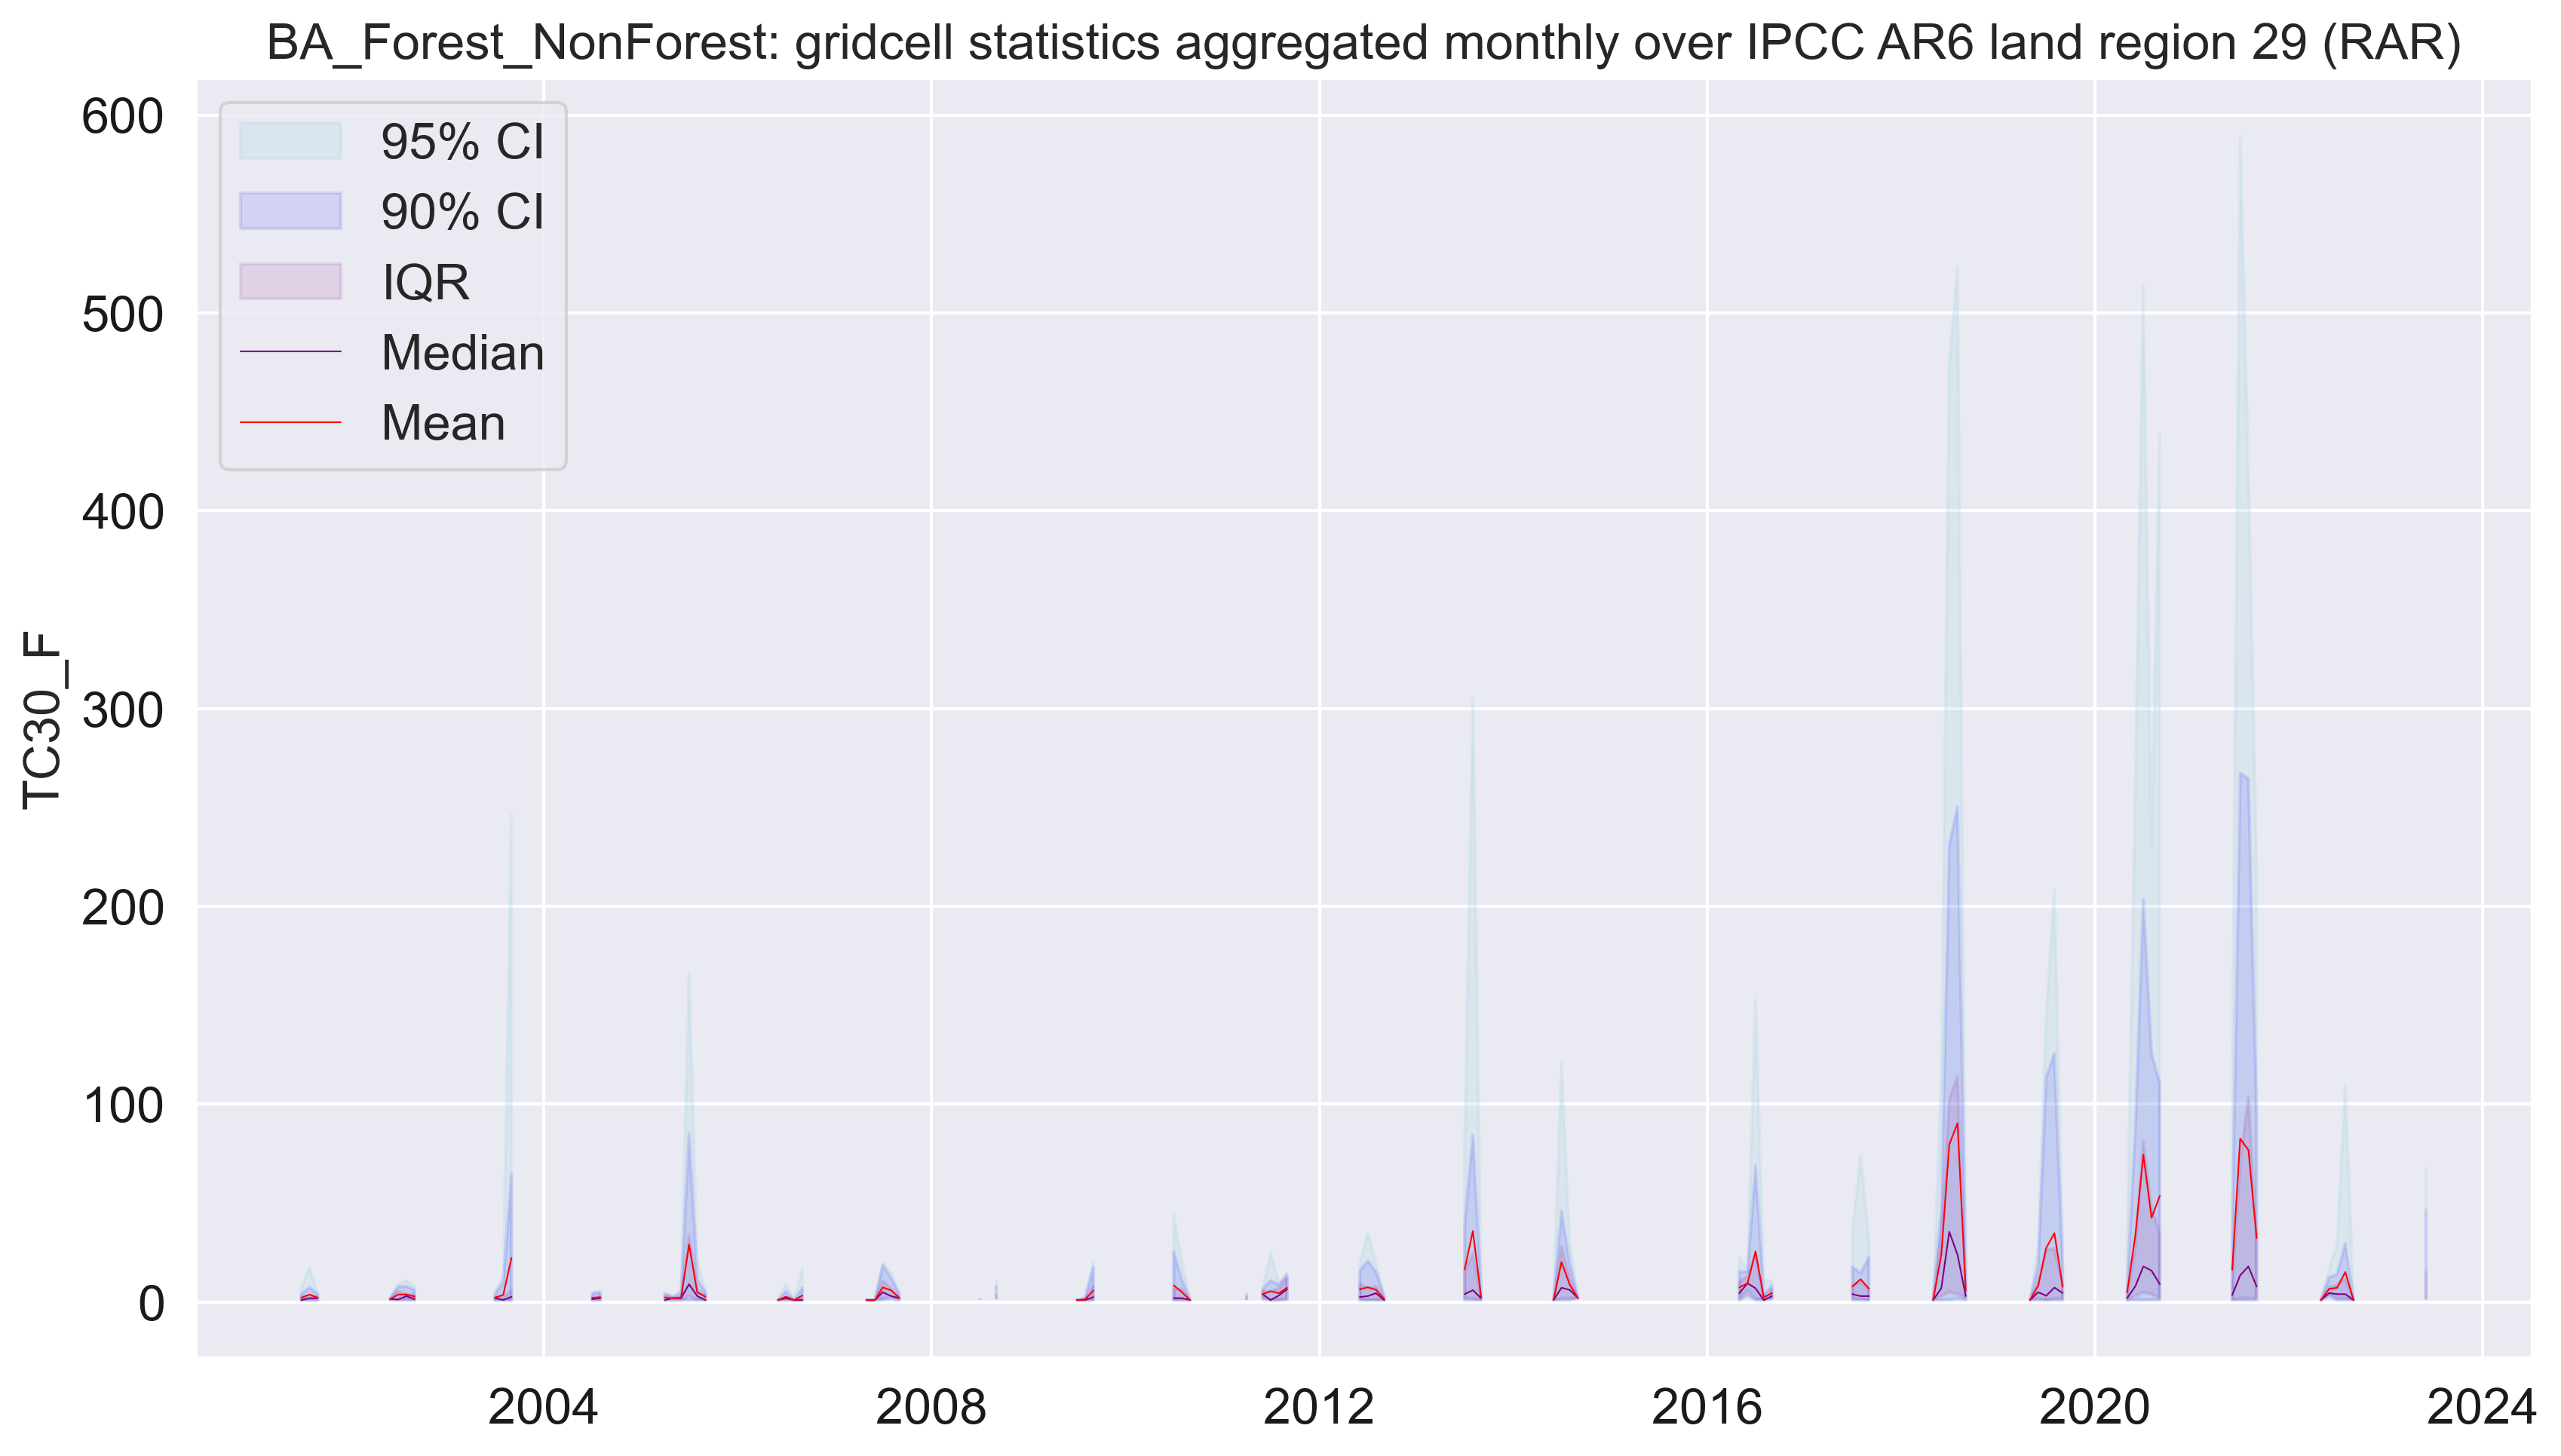 BA_Forest_NonForest: gridcell statistics aggregated monthly over IPCC AR6 land region 29 (RAR)
600
500
400
300
200
100
0
TC30_F
95% CI
90% CI
IQR
Median
Mean
2004
2008
2012
2016
2020
2024